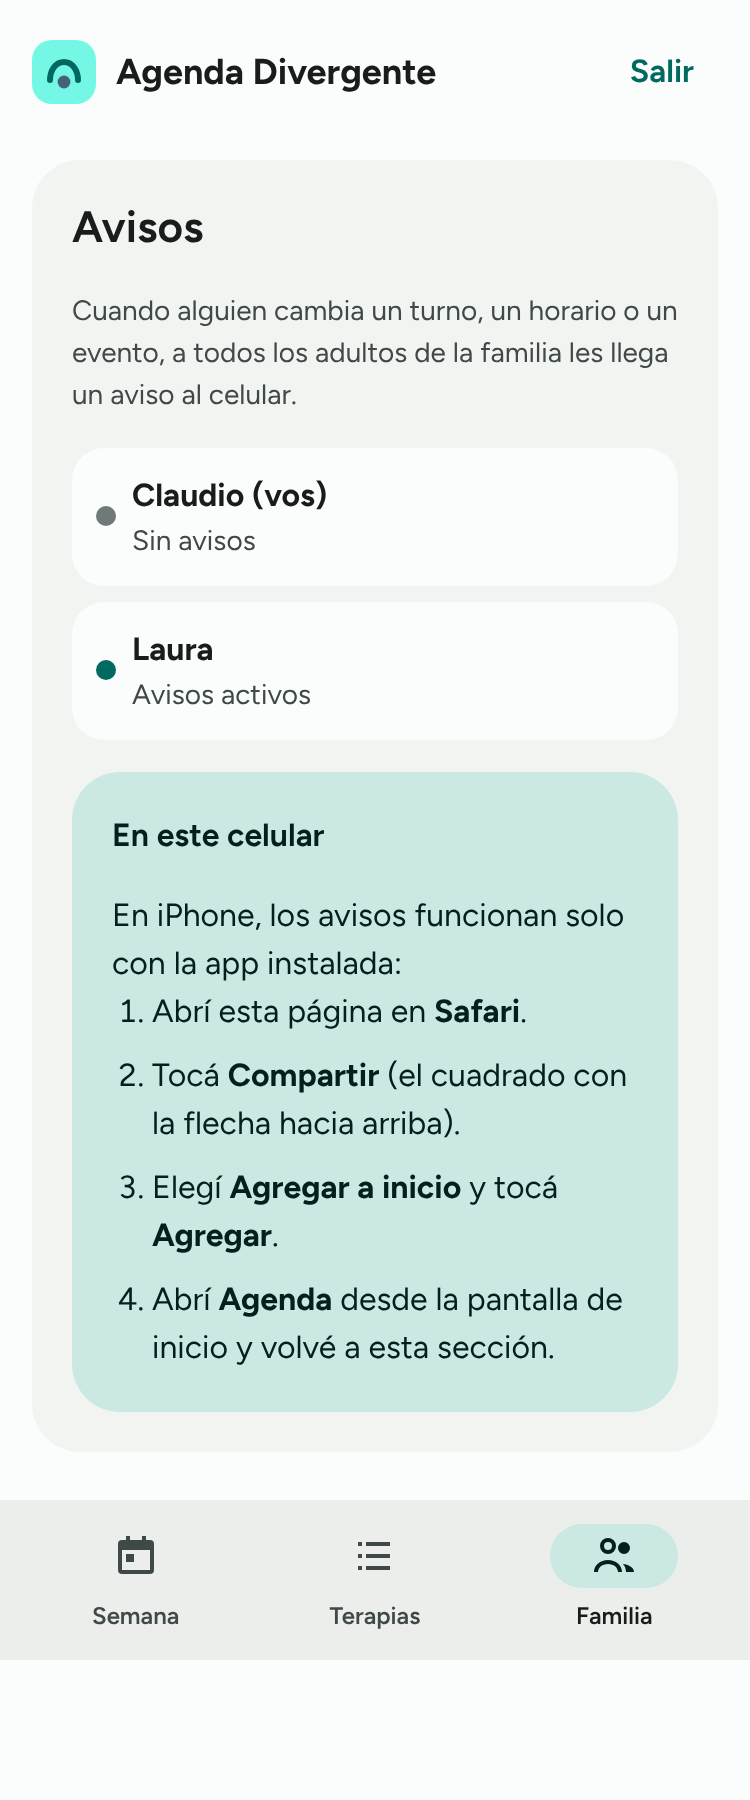 Agenda Divergente
Salir
Avisos
Cuando alguien cambia un turno, un horario o un
evento, a todos los adultos de la familia les llega
un aviso al celular.
Claudio (vos)
Sin avisos
Laura
Avisos activos
En este celular
En iPhone, los avisos funcionan solo
con la app instalada:
1. Abrí esta página en Safari.
2. Tocá Compartir (el cuadrado con
la flecha hacia arriba).
3. Elegí Agregar a inicio y tocá
Agregar.
4. Abrí Agenda desde la pantalla de
inicio y volvé a esta sección.
Semana
Terapias
Familia